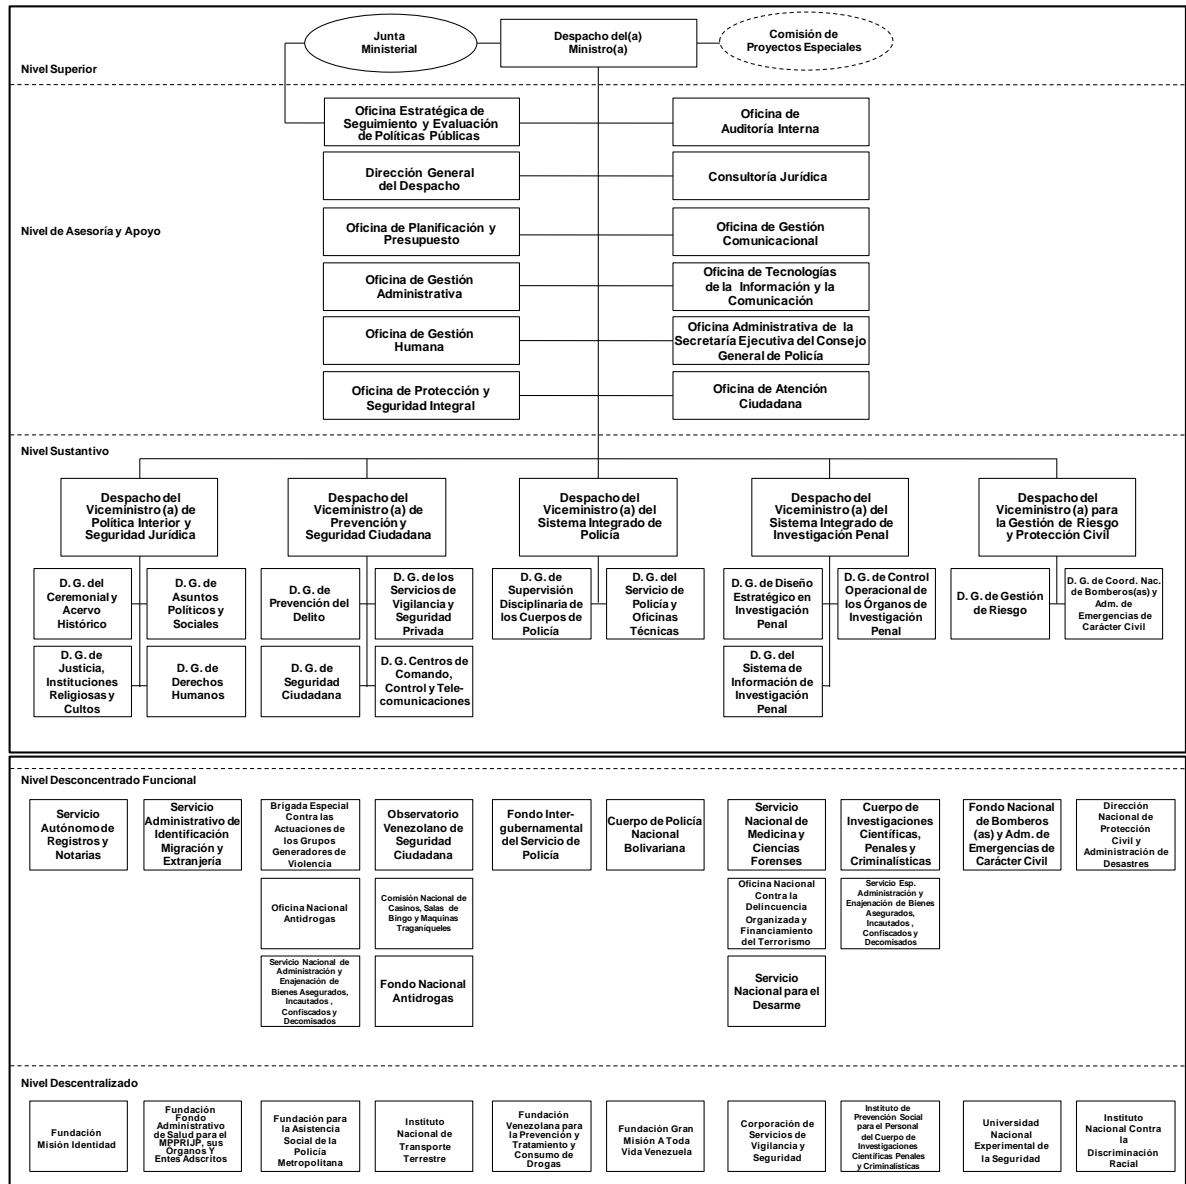 Junta
Ministerial
Despacho del(a)
Ministro(a)
Comisión de
Proyectos Especiales
Nivel Superior
Oficina Estratégica de
Seguimiento y Evaluación
de Políticas Públicas
Oficina de
Auditoría Interna
Dirección General
del Despacho
Consultoría Jurídica
Nivel de Asesoría y Apoyo
Oficina de Planificación y
Presupuesto
Oficina de Gestión
Comunicacional
Oficina de Gestión
Administrativa
Oficina de Tecnologías
de la Información y la
Comunicación
Oficina de Gestión
Humana
Oficina Administrativa de la
Secretaría Ejecutiva del Consejo
General de Policía
Oficina de Protección y
Seguridad Integral
Oficina de Atención
Ciudadana
Nivel Sustantivo
Despacho del
Viceministro (a) de
Política Interior y
Seguridad Jurídica
Despacho del
Viceministro (a) de
Prevención y
Seguridad Ciudadana
Despacho del
Viceministro (a) del
Sistema Integrado de
Policía
Despacho del
Viceministro (a) del
Sistema Integrado de
Investigación Penal
Despacho del
Viceministro (a) para
la Gestión de Riesgo
y Protección Civil
D. G. del
Ceremonial y
Acervo
Histórico
D. G. de
Asuntos
Políticos y
Sociales
D. G. de
Prevención del
Delito
D. G. de los
Servicios de
Vigilancia y
Seguridad
Privada
D. G. de
Supervisión
Disciplinaria de
los Cuerpos de
Policía
D. G. del
Servicio de
Policía y
Oficinas
Técnicas
D. G. de Diseño
Estratégico en
Investigación
Penal
D. G. de Control
Operacional de
los Órganos de
Investigación
Penal
D. G. de Gestión
de Riesgo
D. G. de Coord. Nac.
de Bomberos(as) y
Adm. de
Emergencias de
Carácter Civil
D. G. de
Justicia,
Instituciones
Religiosas y
Cultos
D. G. de
Derechos
Humanos
D. G. de
Seguridad
Ciudadana
D. G. Centros de
Comando,
Control y Tele-
comunicaciones
D. G. del
Sistema de
Información de
Investigación
Penal
Nivel Desconcentrado Funcional
Servicio
Autónomo de
Registros y
Notarias
Servicio
Administrativo de
Identificación
Migración y
Extranjería
Brigada Especial
Contra las
Actuaciones de
los Grupos
Generadores de
Violencia
Observatorio
Venezolano de
Seguridad
Ciudadana
Fondo Inter-
gubernamental
del Servicio de
Policía
Cuerpo de Policía
Nacional
Bolivariana
Servicio
Nacional de
Medicina y
Ciencias
Forenses
Cuerpo de
Investigaciones
Científicas,
Penales y
Criminalísticas
Fondo Nacional
de Bomberos
(as) y Adm. de
Emergencias de
Carácter Civil
Dirección
Nacional de
Protección
Civil y
Administración de
Desastres
Oficina Nacional
Antidrogas
Comisión Nacional de
Casinos, Salas de
Bingo y Maquinas
Traganíqueles
Oficina Nacional
Contra la
Delincuencia
Organizada y
Financiamiento
del Terrorismo
Servicio Esp.
Administración y
Enajenación de Bienes
Asegurados,
Incautados ,
Confiscados y
Decomisados
Servicio Nacional de
Administración y
Enajenación de
Bienes Asegurados,
Incautados ,
Confiscados y
Decomisados
Fondo Nacional
Antidrogas
Servicio
Nacional para el
Desarme
Nivel Descentralizado
Fundación
Misión Identidad
Fundación
Fondo
Administrativo
de Salud para el
MPPRIJP, sus
Órganos Y
Entes Adscritos
Fundación para
la Asistencia
Social de la
Policía
Metropolitana
Instituto
Nacional de
Transporte
Terrestre
Fundación
Venezolana para
la Prevención y
Tratamiento y
Consumo de
Drogas
Fundación Gran
Misión A Toda
Vida Venezuela
Corporación de
Servicios de
Vigilancia y
Seguridad
Instituto de
Prevención Social
para el Personal
del Cuerpo de
Investigaciones
Científicas Penales
y Criminalísticas
Universidad
Nacional
Experimental de
la Seguridad
Instituto
Nacional Contra
la
Discriminación
Racial